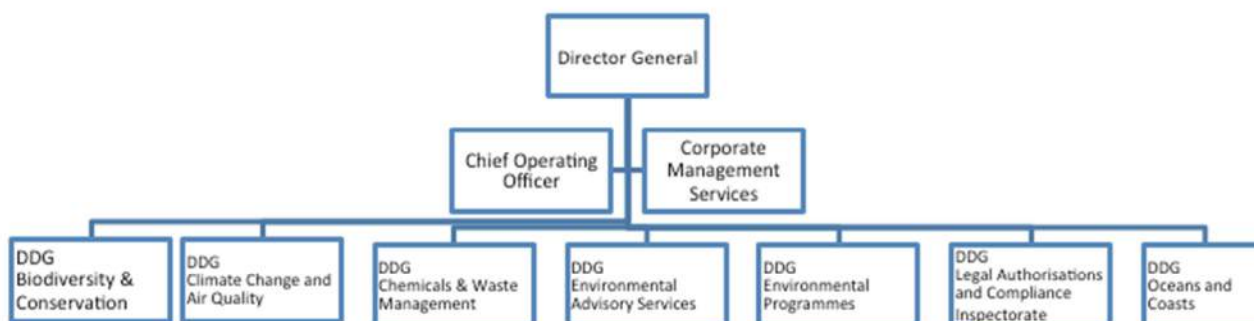 Director General
Chief Operating
Officer
Corporate
Management
Services
DDG
Biodiversity &
Conservation
DDG
Climate Change and
Air Quality
DDG
Chemicals & Waste
Management
DDG
Environmental
Advisory Services
DDG
Environmental
Programmes
DDG
Legal Authorisations
and Compliance
Inspectorate
DDG
Oceans and
Coasts